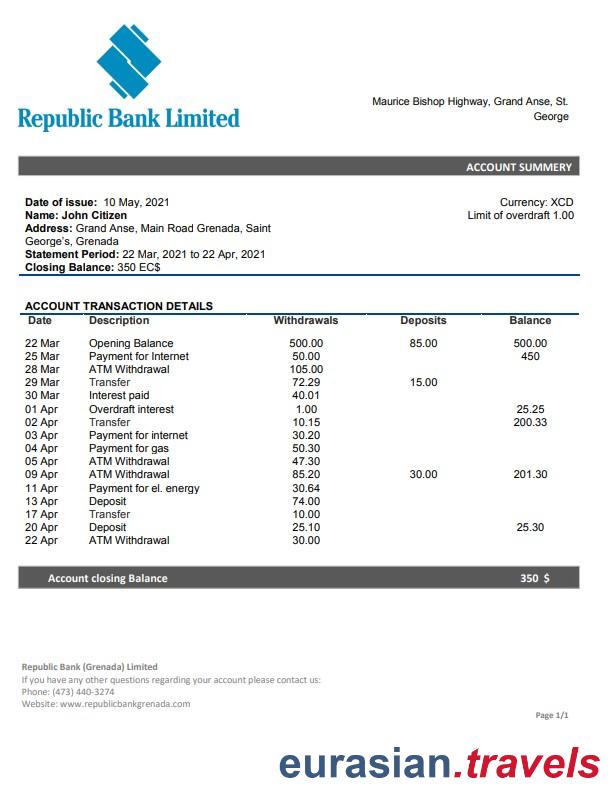 Republic Bank Limited
Maurice Bishop Highway, Grand Anse, St.
George
ACCOUNT SUMMERY
Date of issue: 10 May, 2021
Currency: XCD
Name: John Citizen
Limit of overdraft 1.00
Address: Grand Anse, Main Road Grenada, Saint
George's, Grenada
Statement Period: 22 Mar, 2021 to 22 Apr, 2021
Closing Balance: 350 EC$
ACCOUNT TRANSACTION DETAILS
Date Description Withdrawals Deposits Balance
22 Mar Opening Balance 500.00 85.00 500.00
25 Mar Payment for Internet 50.00 450
28 Mar ATM Withdrawal 105.00
29 Mar Transfer 72.29 15.00
30 Mar Interest paid 40.01
01 Apr Overdraft interest 1.00 25.25
02 Apr Transfer 10.15 200.33
03 Apr Payment for internet 30.20
04 Apr Payment for gas 50.30
05 Apr ATM Withdrawal 47.30
09 Apr ATM Withdrawal 85.20 30.00 201.30
11 Apr Payment for el. energy 30.64
13 Apr Deposit 74.00
17 Apr Transfer 10.00
20 Apr Deposit 25.10 25.30
22 Apr ATM Withdrawal 30.00
Account closing Balance 350 $
Republic Bank (Grenada) Limited
If you have any other questions regarding your account please contact us:
Phone: (473) 440-3274
Website: www.republicbankgrenada.com
Page 1/1
eurasian.travels